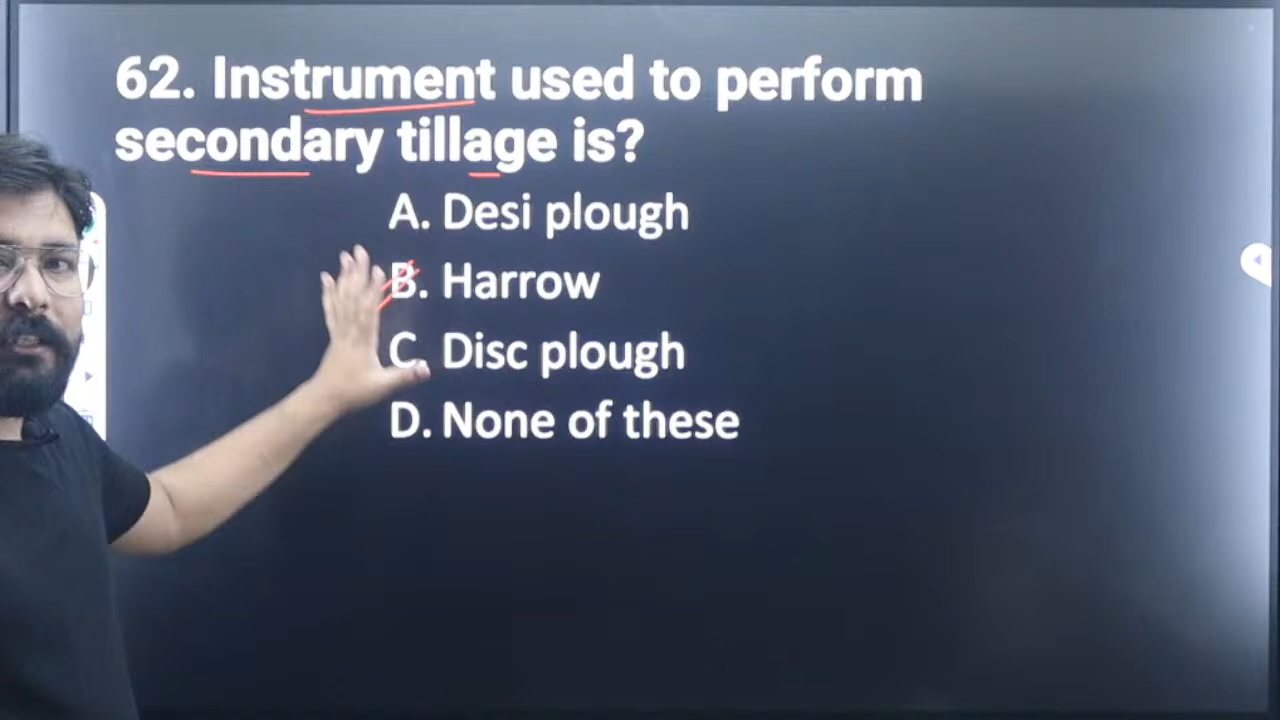 62. Instrument used to perform
secondary tillage is?
A. Desi plough
B. Harrow
C. Disc plough
D. None of these